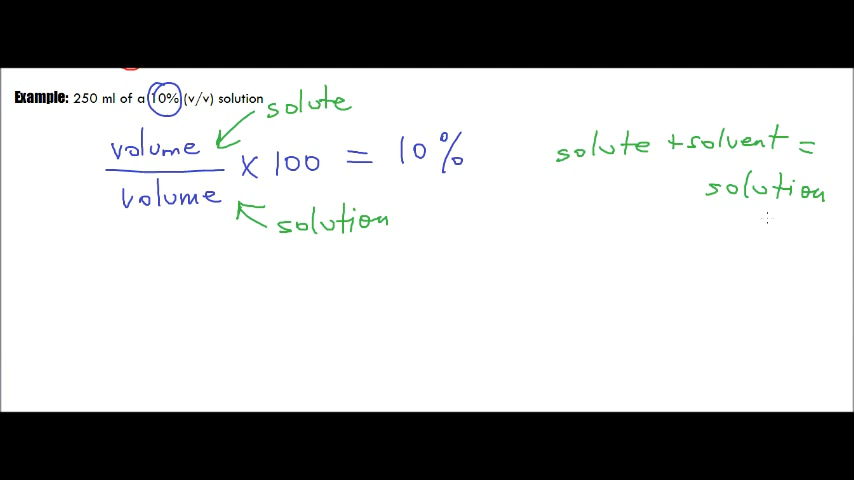 Example: 250 ml of a 10% (v/v) solution
solute
volume
volume
x 100 = 10%
solution
solute + solvent =
solution